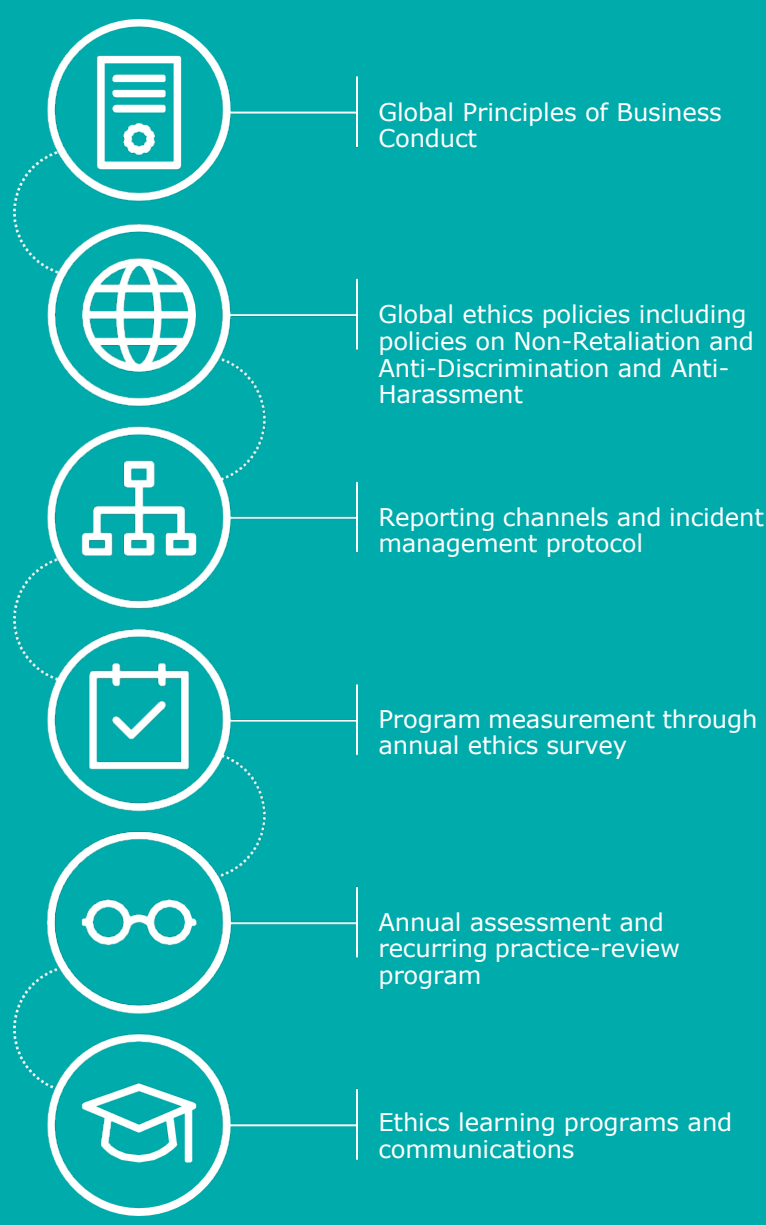 Global Principles of Business
Conduct
Global ethics policies including
policies on Non-Retaliation and
Anti-Discrimination and Anti-
Harassment
Reporting channels and incident
management protocol
Program measurement through
annual ethics survey
Annual assessment and
recurring practice-review
program
Ethics learning programs and
communications